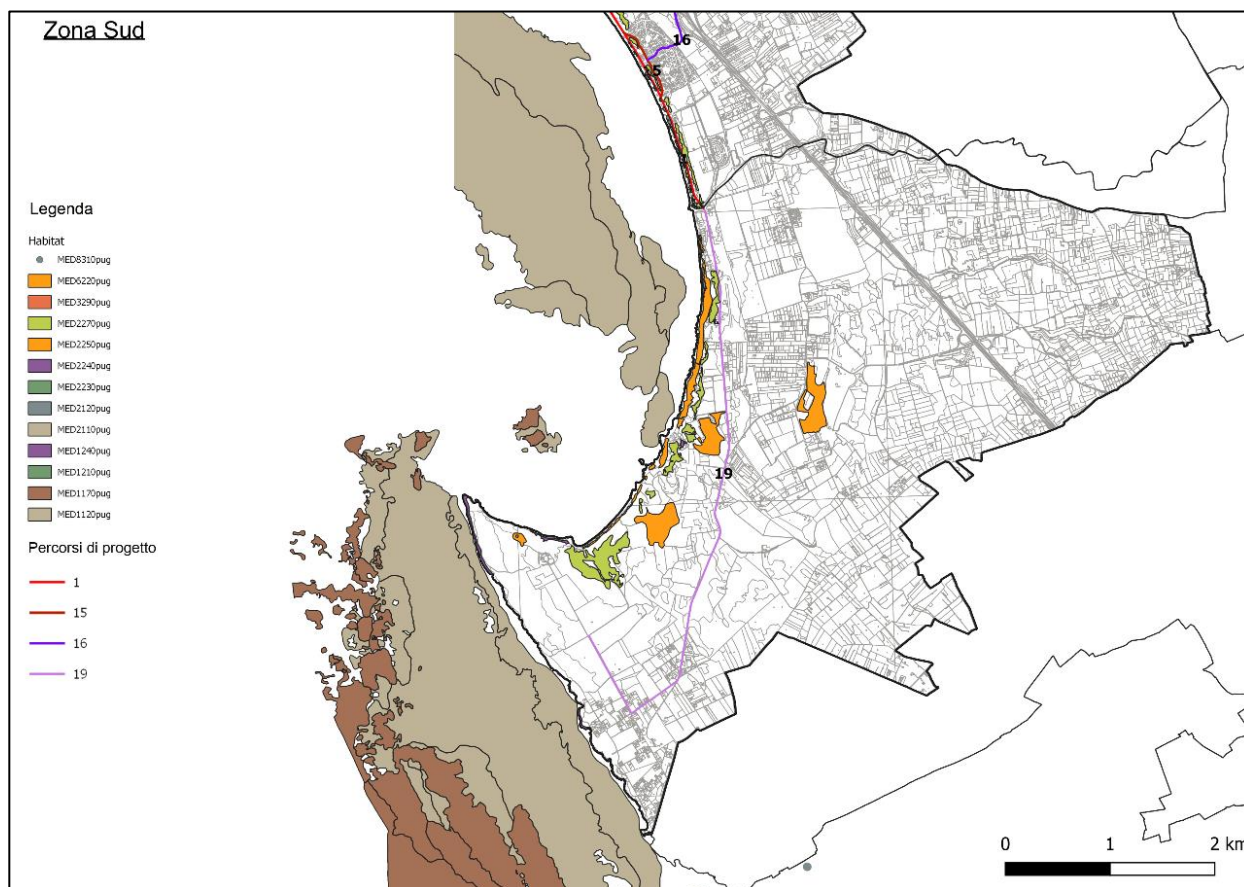 Zona Sud
16
15
19
Legenda
Habitat
MED8310pug
MED6220pug
MED3290pug
MED2270pug
MED2250pug
MED2240pug
MED2230pug
MED2120pug
MED2110pug
MED1240pug
MED1210pug
MED1170pug
MED1120pug
Percorsi di progetto
1
15
16
19
0 1 2 km